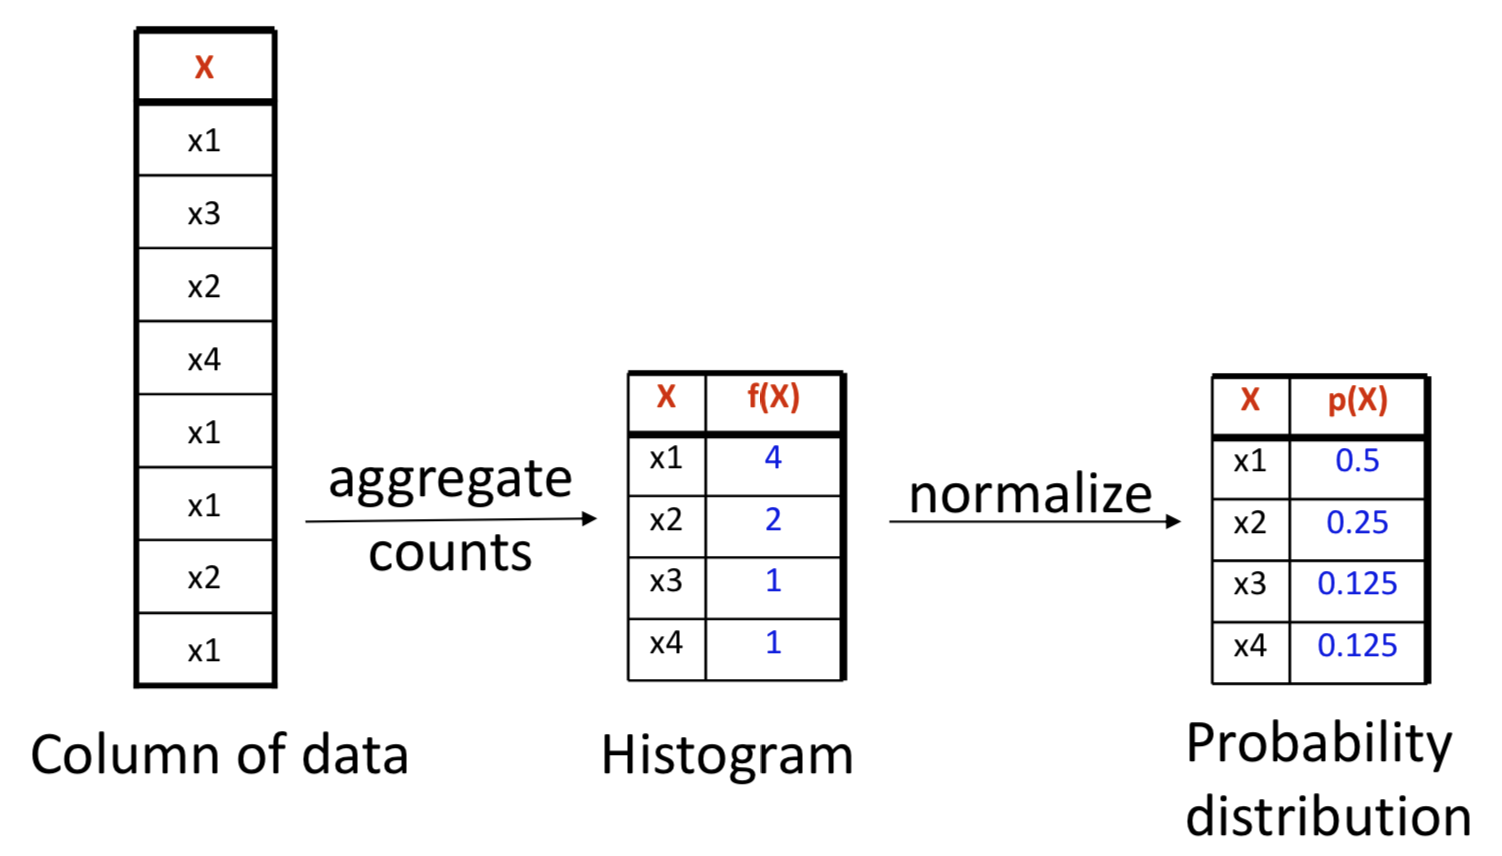 X
x1
x3
x2
x4
x1
x1
x2
x1
Column of data
aggregate
counts
X f(X)
x1 4
x2 2
x3 1
x4 1
Histogram
normalize
X p(X)
x1 0.5
x2 0.25
x3 0.125
x4 0.125
Probability
distribution